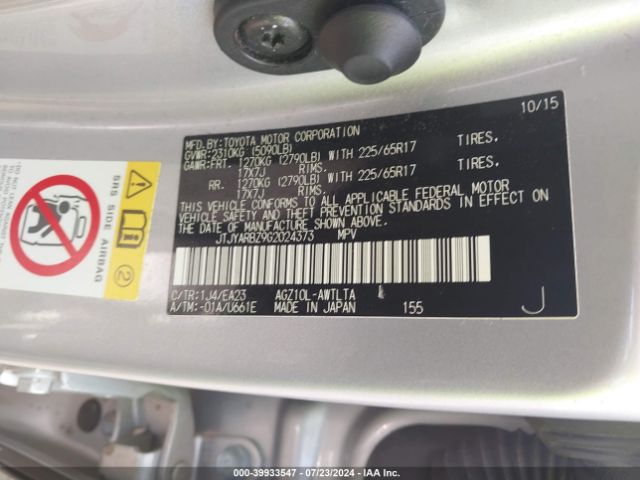 10/15
MFD.BY:TOYOTA MOTOR CORPORATION
GVWR:2310KG (5090LB)
GAWR:FRT. 1270KG (2790LB) WITH 225/65R17 TIRES.
17X7J RIMS.
RR. 1270KG (2790LB) WITH 225/65R17 TIRES.
17X7J RIMS.
THIS VEHICLE CONFORMS TO ALL APPLICABLE FEDERAL MOTOR
VEHICLE SAFETY AND THEFT PREVENTION STANDARDS IN EFFECT ON
THE DATE OF MANUFACTURE SHOWN ABOVE.
JTJYARBZ9G2024373 MPV
C/TR:1J4/EA23 AGZ10L-AWTLTA
A/TM:-01A/U661E MADE IN JAPAN 155 J
SRS SIDE AIRBAG
2
000-39933547 / 07/23/2024 / IAA Inc.